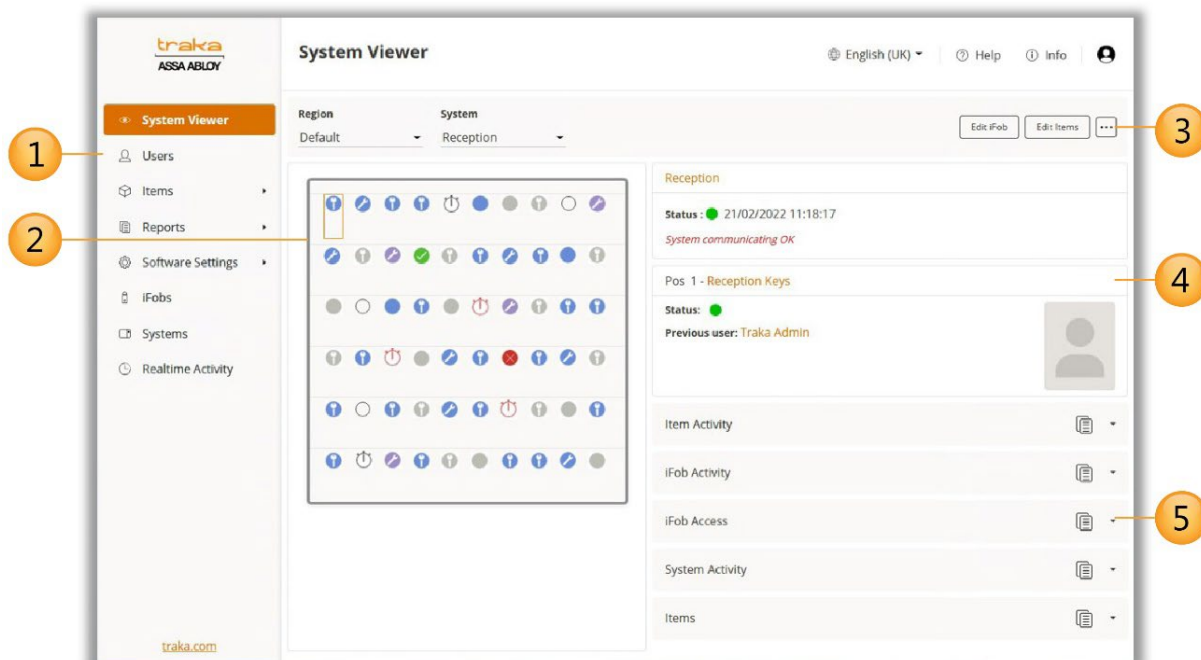 traka
ASSA ABLOY
System Viewer
English (UK)
Help
Info
System Viewer
Users
Items
Reports
Software Settings
iFobs
Systems
Realtime Activity
traka.com
Region
Default
System
Reception
Edit iFob
Edit Items
Reception
Status : 21/02/2022 11:18:17
System communicating OK
Pos 1 - Reception Keys
Status:
Previous user: Traka Admin
Item Activity
iFob Activity
iFob Access
System Activity
Items
1
2
3
4
5